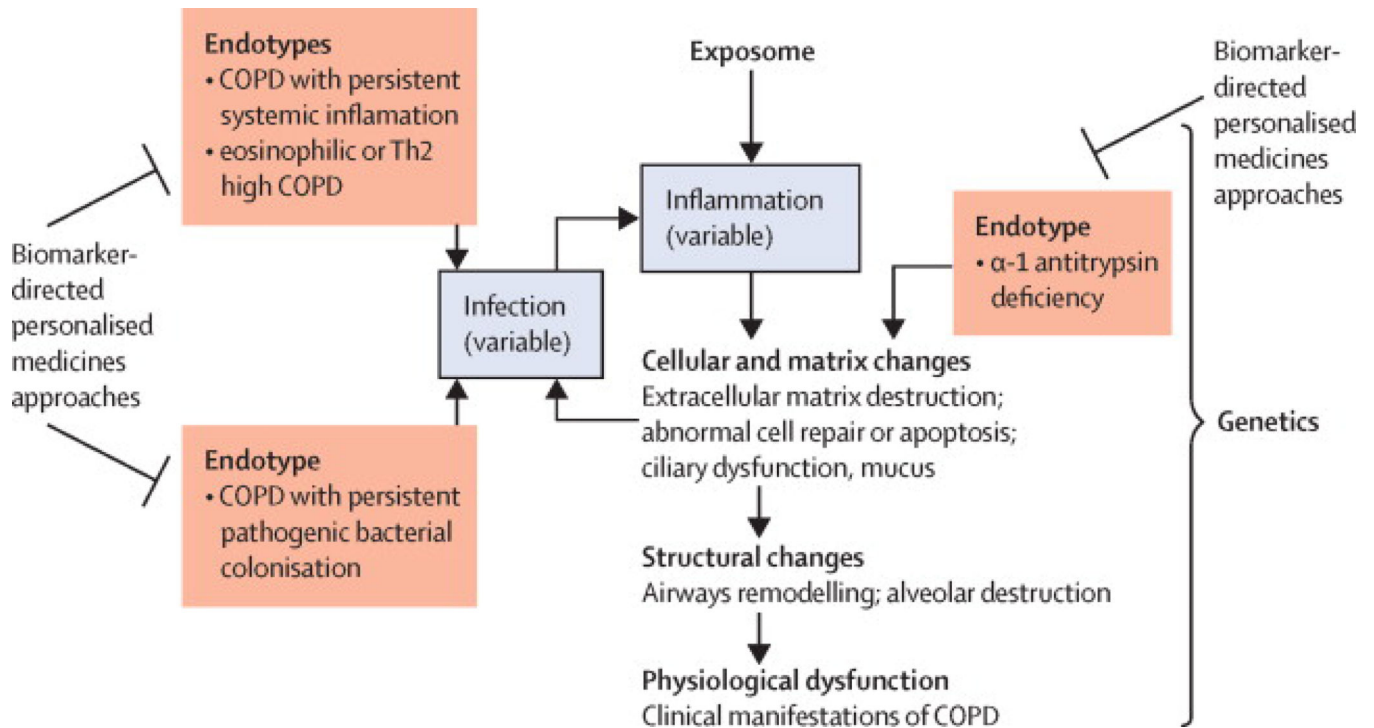 Endotypes
• COPD with persistent
systemic inflamation
• eosinophilic or Th2
high COPD
Exposome
Biomarker-
directed
personalised
medicines
approaches
Inflammation
(variable)
Endotype
• α-1 antitrypsin
deficiency
Biomarker-
directed
personalised
medicines
approaches
Infection
(variable)
Cellular and matrix changes
Extracellular matrix destruction;
abnormal cell repair or apoptosis;
ciliary dysfunction, mucus
Genetics
Endotype
• COPD with persistent
pathogenic bacterial
colonisation
Structural changes
Airways remodelling; alveolar destruction
Physiological dysfunction
Clinical manifestations of COPD